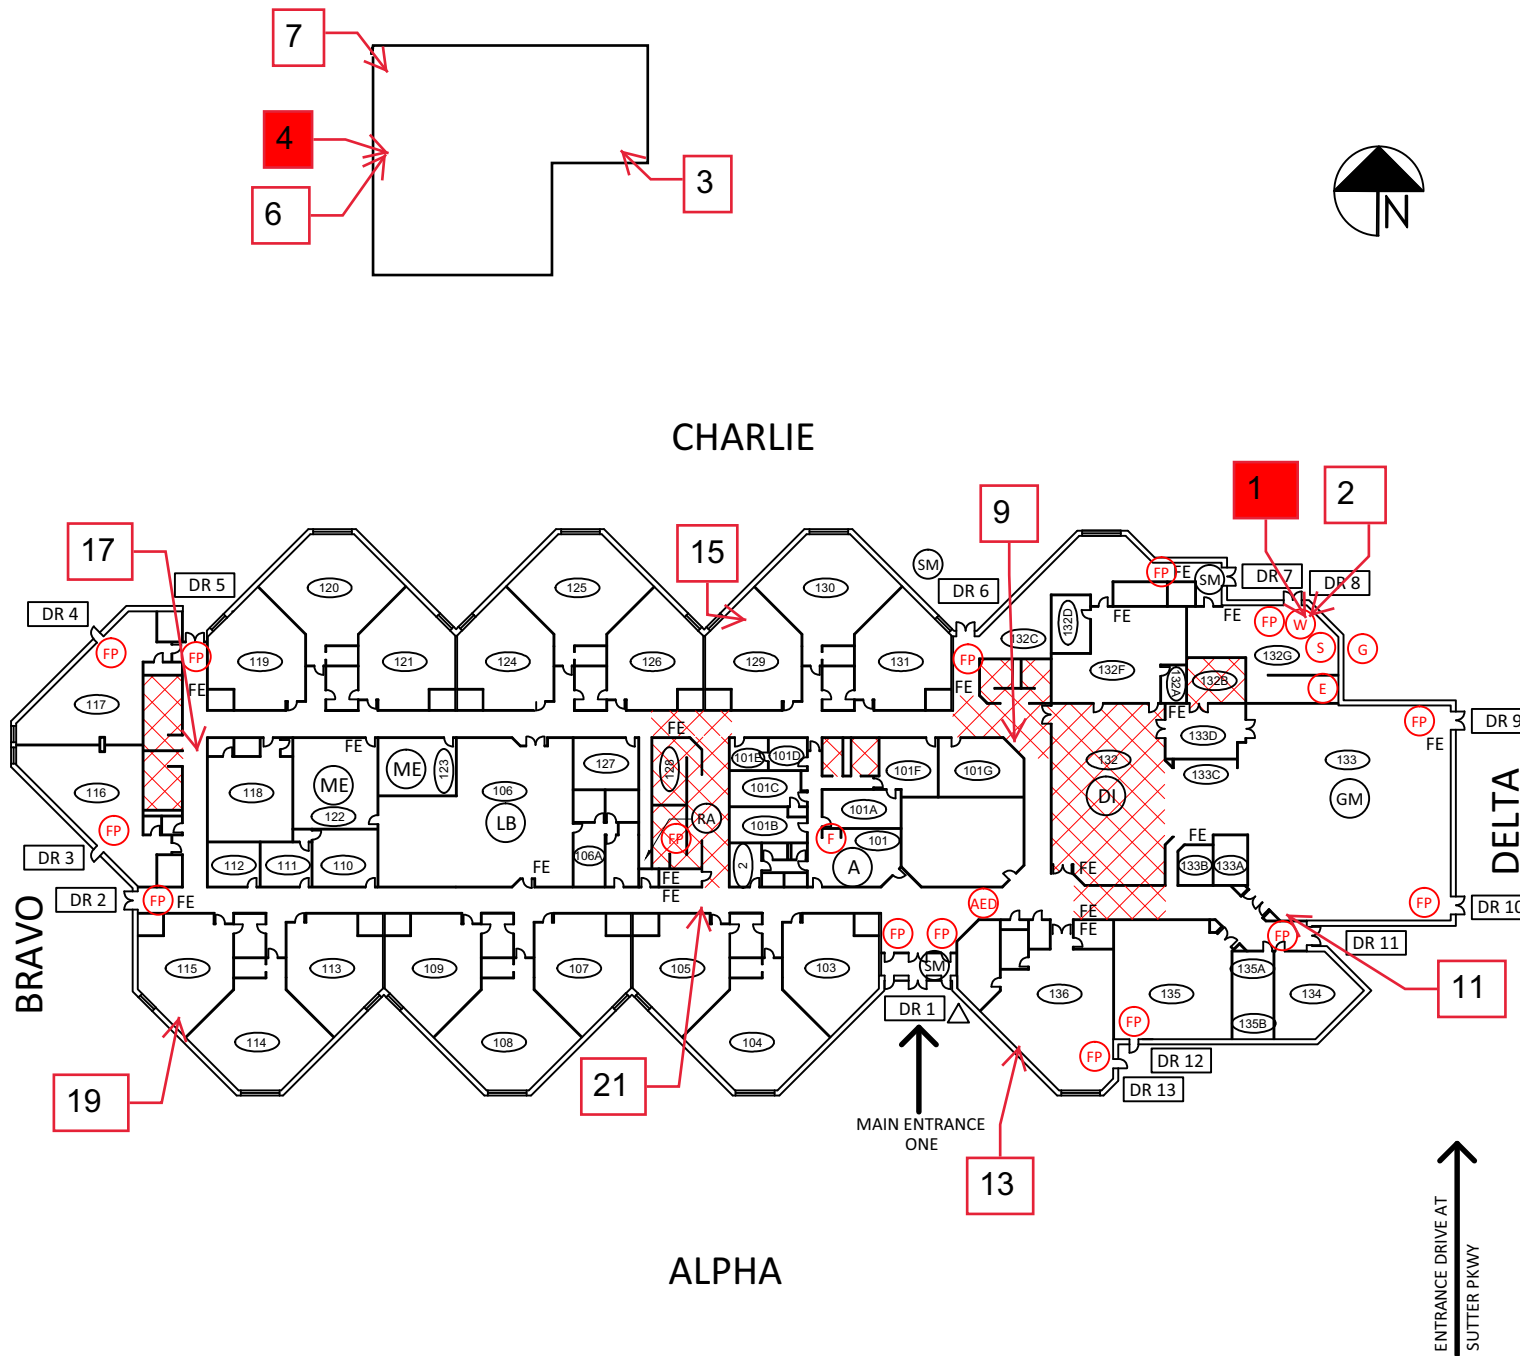 7
4
6
3
N
CHARLIE
1
2
9
15
17
SM
DR 6
FP
FE
SM
DR 7
DR 8
DR 5
DR 4
120
125
130
132D
FE
FE
FP
W
132C
S
G
FP
FP
119
121
124
126
129
131
FP
132F
132G
FE
FE
132A
132B
E
117
FE
FE
133D
FP
DR 9
FE
FE
101E
101D
132
133
ME
ME
123
127
128
101F
101G
133C
116
118
106
101C
DI
GM
122
LB
RA
101A
DELTA
FP
101B
F
101
FP
FE
DR 3
112
111
110
FE
106A
2
A
FE
133B
133A
FE
DR 2
FP
FE
FE
AED
FE
FP
DR 10
BRAVO
FP
FP
FE
FP
DR 11
115
113
109
107
105
103
SM
135A
11
136
135
134
DR 1
FP
135B
19
114
108
104
FP
DR 12
21
DR 13
MAIN ENTRANCE
ONE
13
ENTRANCE DRIVE AT
SUTTER PKWY
ALPHA